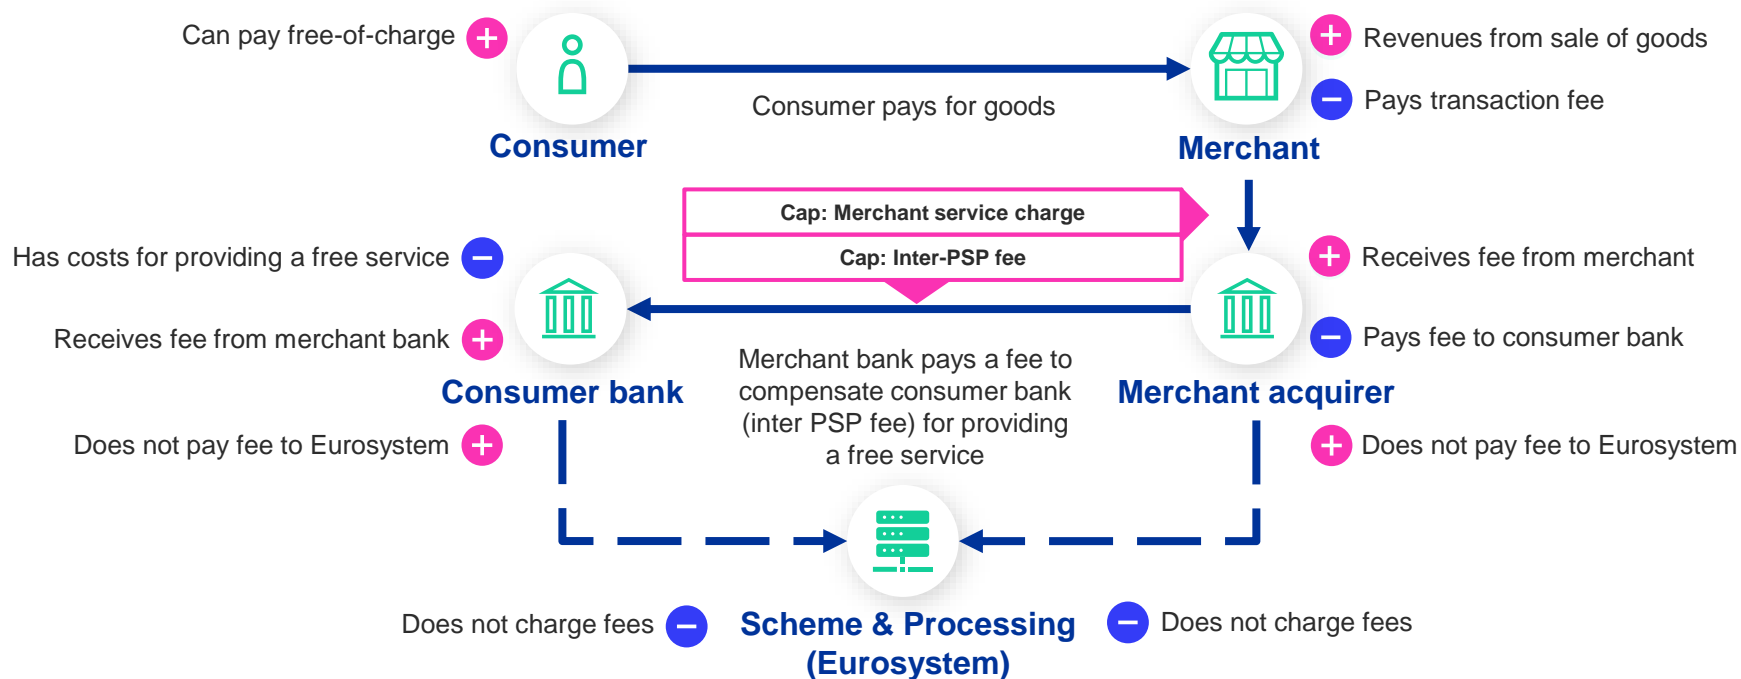 Can pay free-of-charge
Revenues from sale of goods
Pays transaction fee
Consumer pays for goods
Consumer
Merchant
Cap: Merchant service charge
Cap: Inter-PSP fee
Has costs for providing a free service
Receives fee from merchant
Receives fee from merchant bank
Pays fee to consumer bank
Consumer bank
Merchant acquirer
Merchant bank pays a fee to
compensate consumer bank
(inter PSP fee) for providing
a free service
Does not pay fee to Eurosystem
Does not pay fee to Eurosystem
Does not charge fees
Scheme & Processing
(Eurosystem)
Does not charge fees